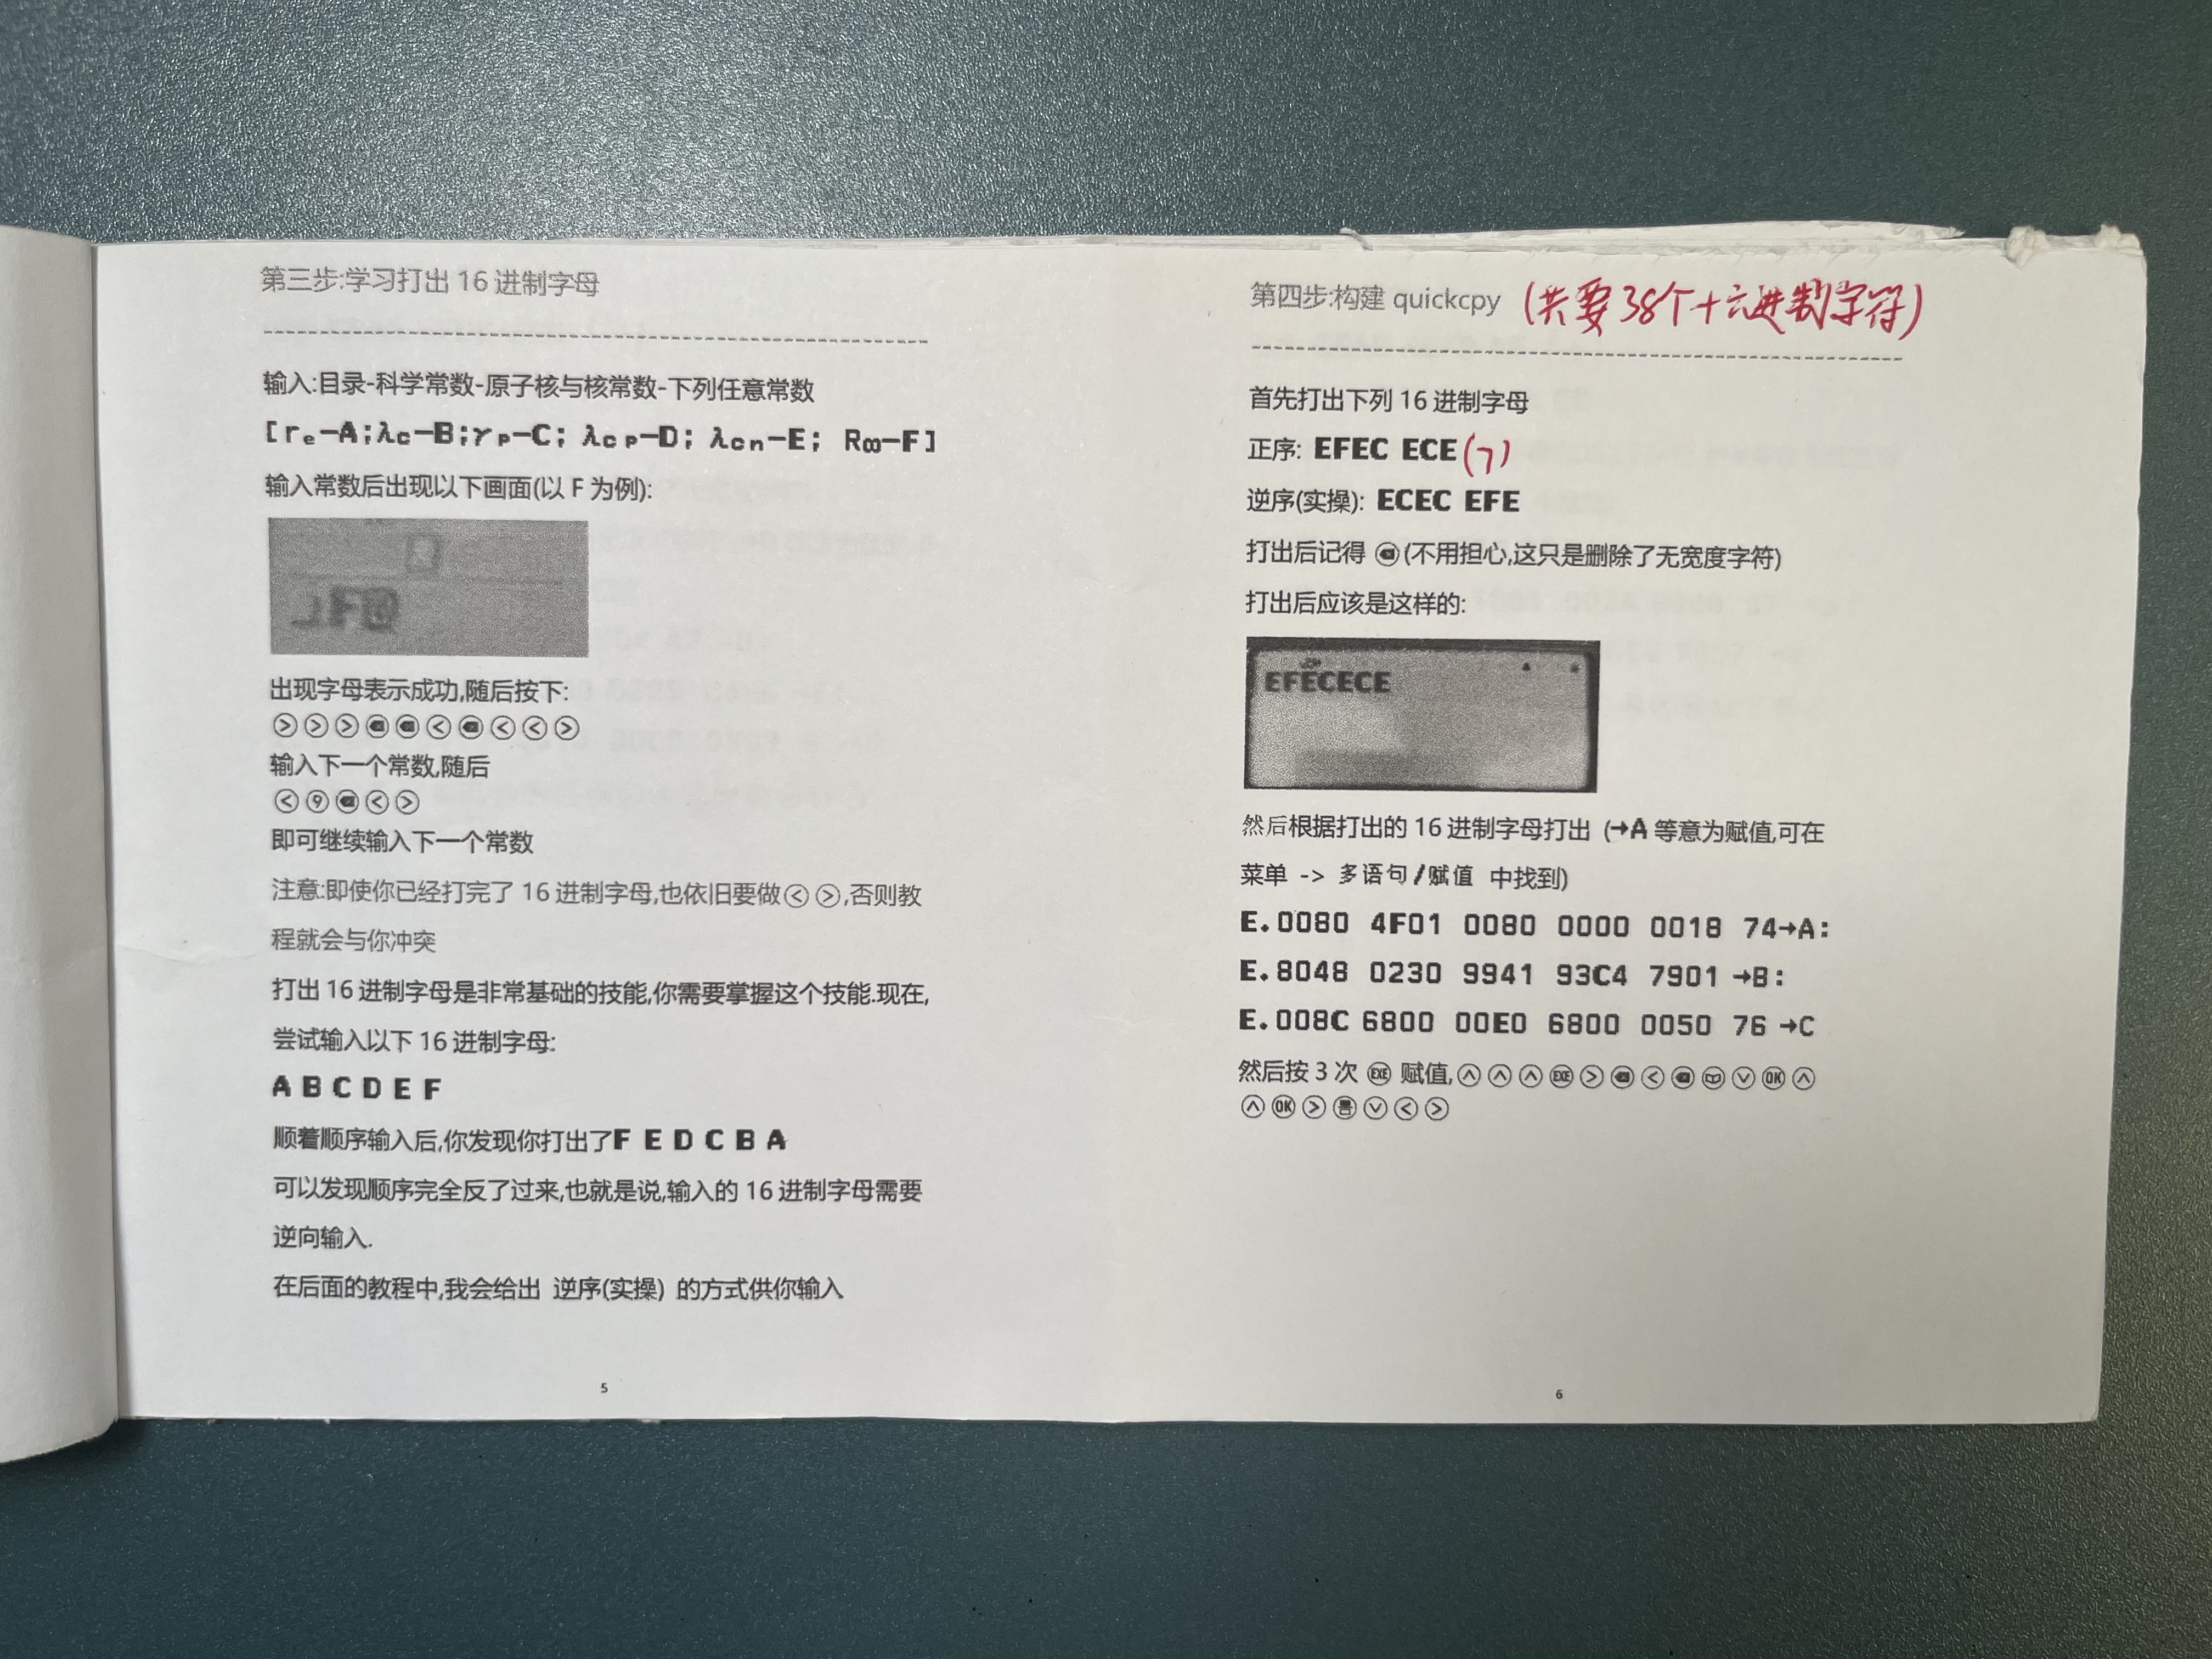 第三步:学习打出 16 进制字母
输入:目录-科学常数-原子核与核常数-下列任意常数
[rₑ-A;λc-B;γₚ-C; λcp-D; λcn-E; R∞-F]
输入常数后出现以下画面(以 F 为例):
出现字母表示成功,随后按下:
>>>⌫⌫<⌫<<>
输入下一个常数,随后
<9⌫<>
即可继续输入下一个常数
注意:即使你已经打完了 16 进制字母,也依旧要做<>,否则教
程就会与你冲突
打出 16 进制字母是非常基础的技能,你需要掌握这个技能.现在,
尝试输入以下 16 进制字母:
A B C D E F
顺着顺序输入后,你发现你打出了F E D C B A
可以发现顺序完全反了过来,也就是说,输入的 16 进制字母需要
逆向输入.
在后面的教程中,我会给出 逆序(实操) 的方式供你输入
5
第四步:构建 quickcpy (共要38个十六进制字符)
首先打出下列 16 进制字母
正序: EFEC ECE(7)
逆序(实操): ECEC EFE
打出后记得⌫(不用担心,这只是删除了无宽度字符)
打出后应该是这样的:
EFECECE
然后根据打出的 16 进制字母打出 (→A 等意为赋值,可在
菜单 -> 多语句/赋值 中找到)
E.0080 4F01 0080 0000 0018 74→A:
E.8048 0230 9941 93C4 7901 →B:
E.008C 6800 00E0 6800 0050 76 →C
然后按 3 次 EXE 赋值,∧∧∧EXE>⌫<⌫📖∨OK∧
∧OK>∨<>
6